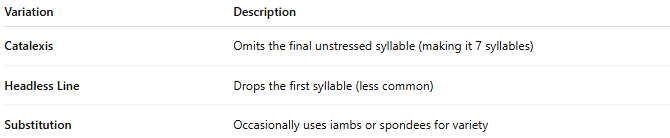 Variation Description
Catalexis Omits the final unstressed syllable (making it 7 syllables)
Headless Line Drops the first syllable (less common)
Substitution Occasionally uses iambs or spondees for variety